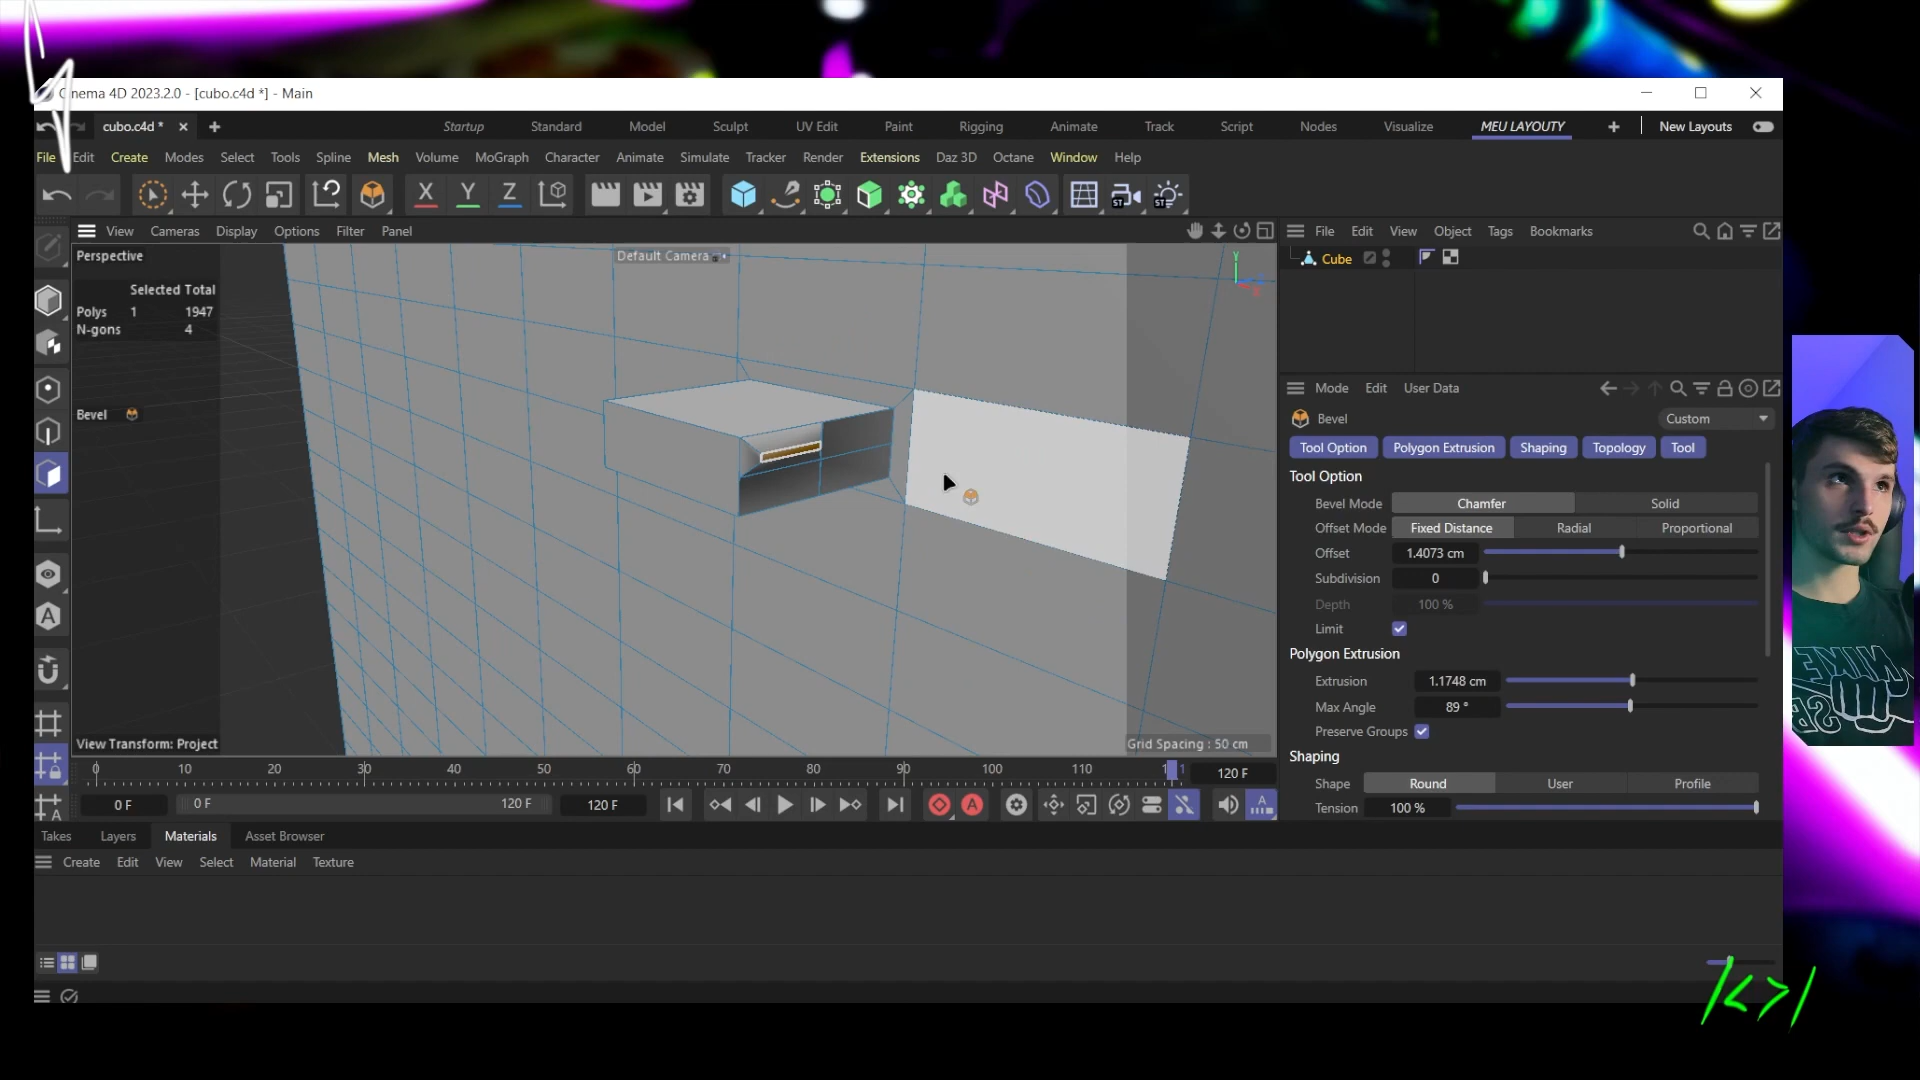 Cinema 4D 2023.2.0 - [cubo.c4d *] - Main
cubo.c4d *
Startup Standard Model Sculpt UV Edit Paint Rigging Animate Track Script Nodes Visualize MEU LAYOUTY New Layouts
File Edit Create Modes Select Tools Spline Mesh Volume MoGraph Character Animate Simulate Tracker Render Extensions Daz 3D Octane Window Help
X Y Z
ST ST
View Cameras Display Options Filter Panel
File Edit View Object Tags Bookmarks
Perspective
Default Camera
Y
Cube
Selected Total
Polys 1 1947
N-gons 4
Mode Edit User Data
Bevel
Bevel
Custom
Tool Option Polygon Extrusion Shaping Topology Tool
Tool Option
Bevel Mode Chamfer Solid
Offset Mode Fixed Distance Radial Proportional
Offset 1.4073 cm
Subdivision 0
Depth 100 %
Limit
Polygon Extrusion
Extrusion 1.1748 cm
Max Angle 89 °
Preserve Groups
Shaping
Shape Round User Profile
Tension 100 %
View Transform: Project
Grid Spacing : 50 cm
0 10 20 30 40 50 60 70 80 90 100 110 120 F
0 F 0 F 120 F 120 F
Takes Layers Materials Asset Browser
Create Edit View Select Material Texture
NIKE
SB
|<>|